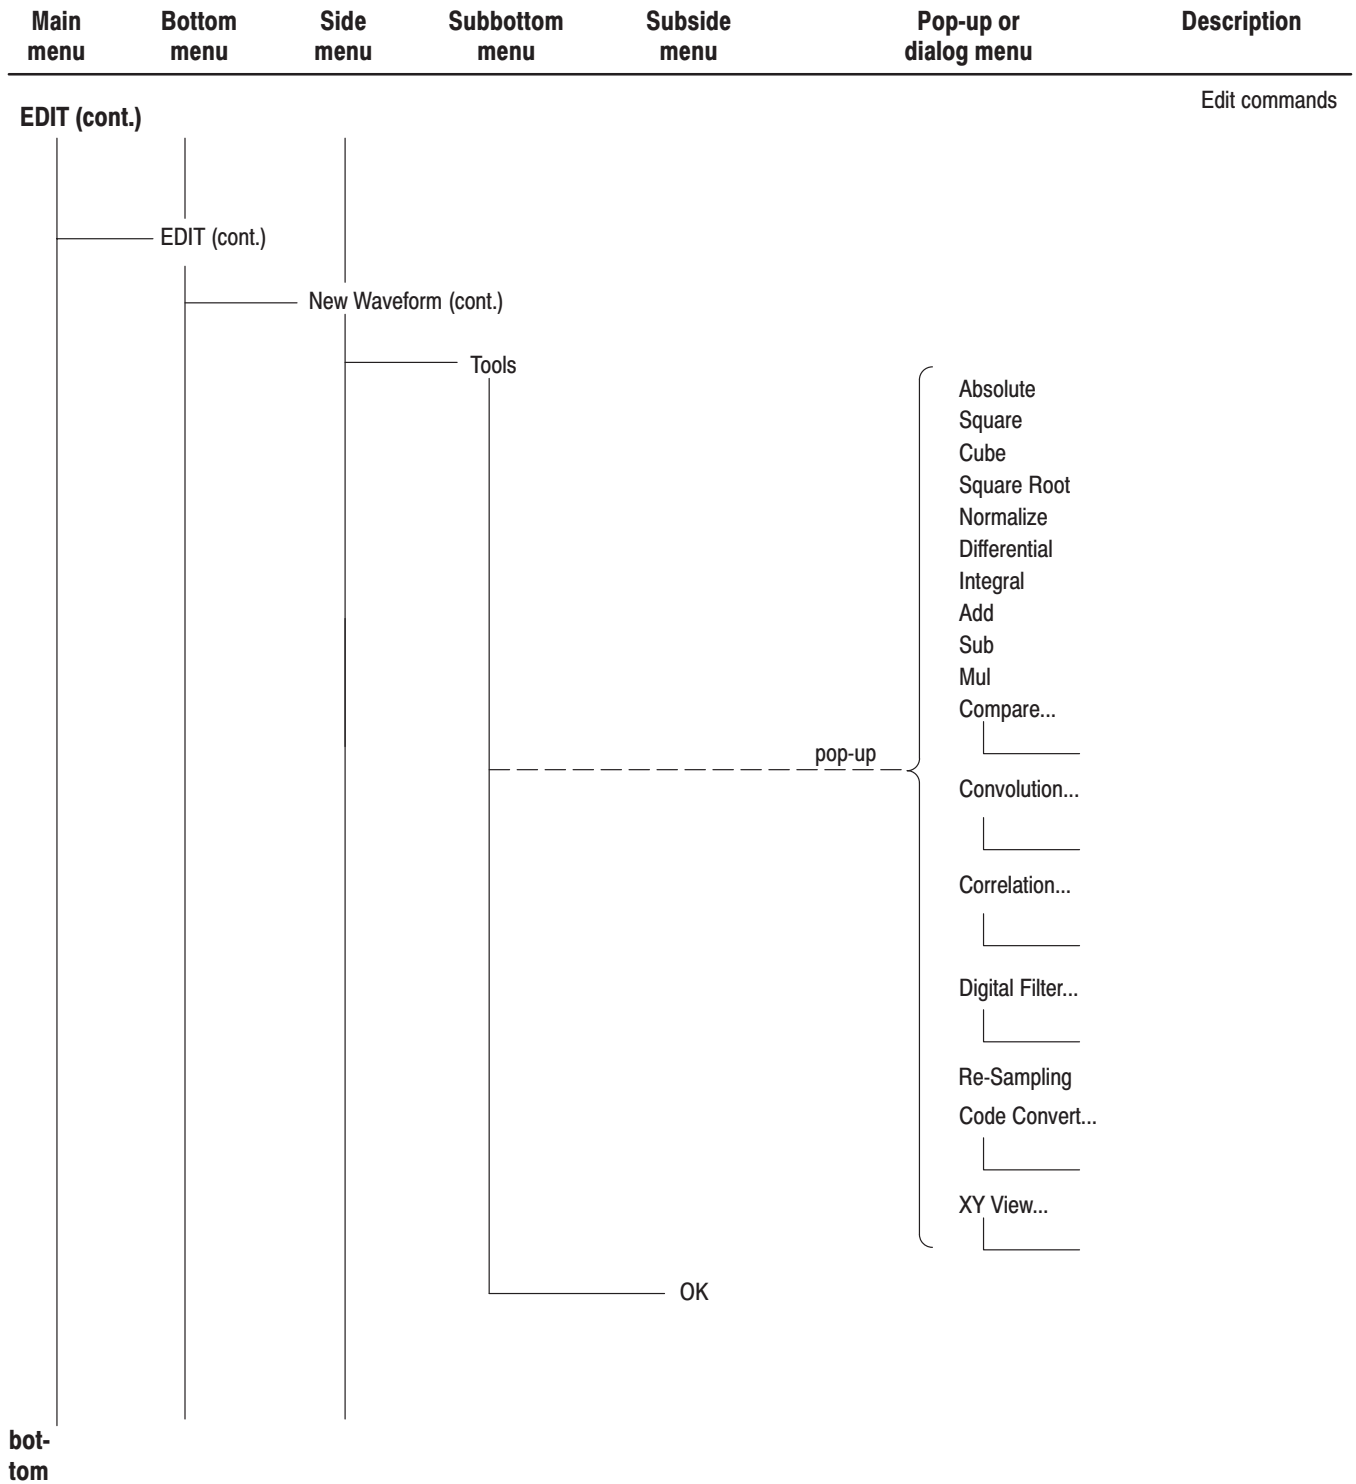 Main menu
Bottom menu
Side menu
Subbottom menu
Subside menu
Pop-up or dialog menu
Description
Edit commands
EDIT (cont.)
EDIT (cont.)
New Waveform (cont.)
Tools
Absolute
Square
Cube
Square Root
Normalize
Differential
Integral
Add
Sub
Mul
Compare...
pop-up
Convolution...
Correlation...
Digital Filter...
Re-Sampling
Code Convert...
XY View...
OK
bot-
tom